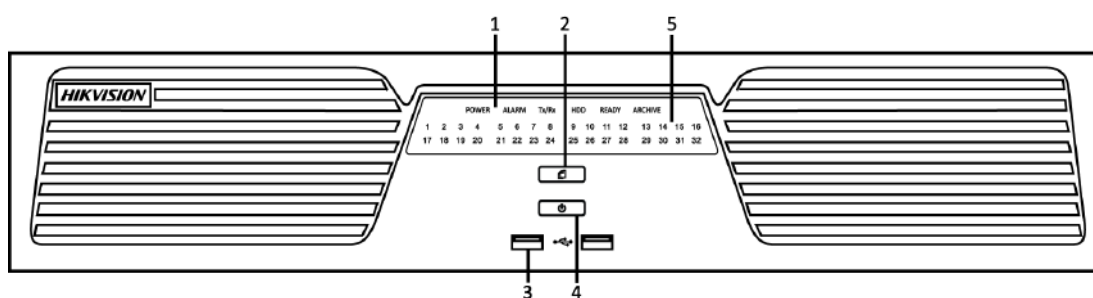 1 2 5
HIKVISION
POWER ALARM Tx/Rx HDD READY ARCHIVE
1 2 3 4 5 6 7 8 9 10 11 12 13 14 15 16
17 18 19 20 21 22 23 24 25 26 27 28 29 30 31 32
3 4